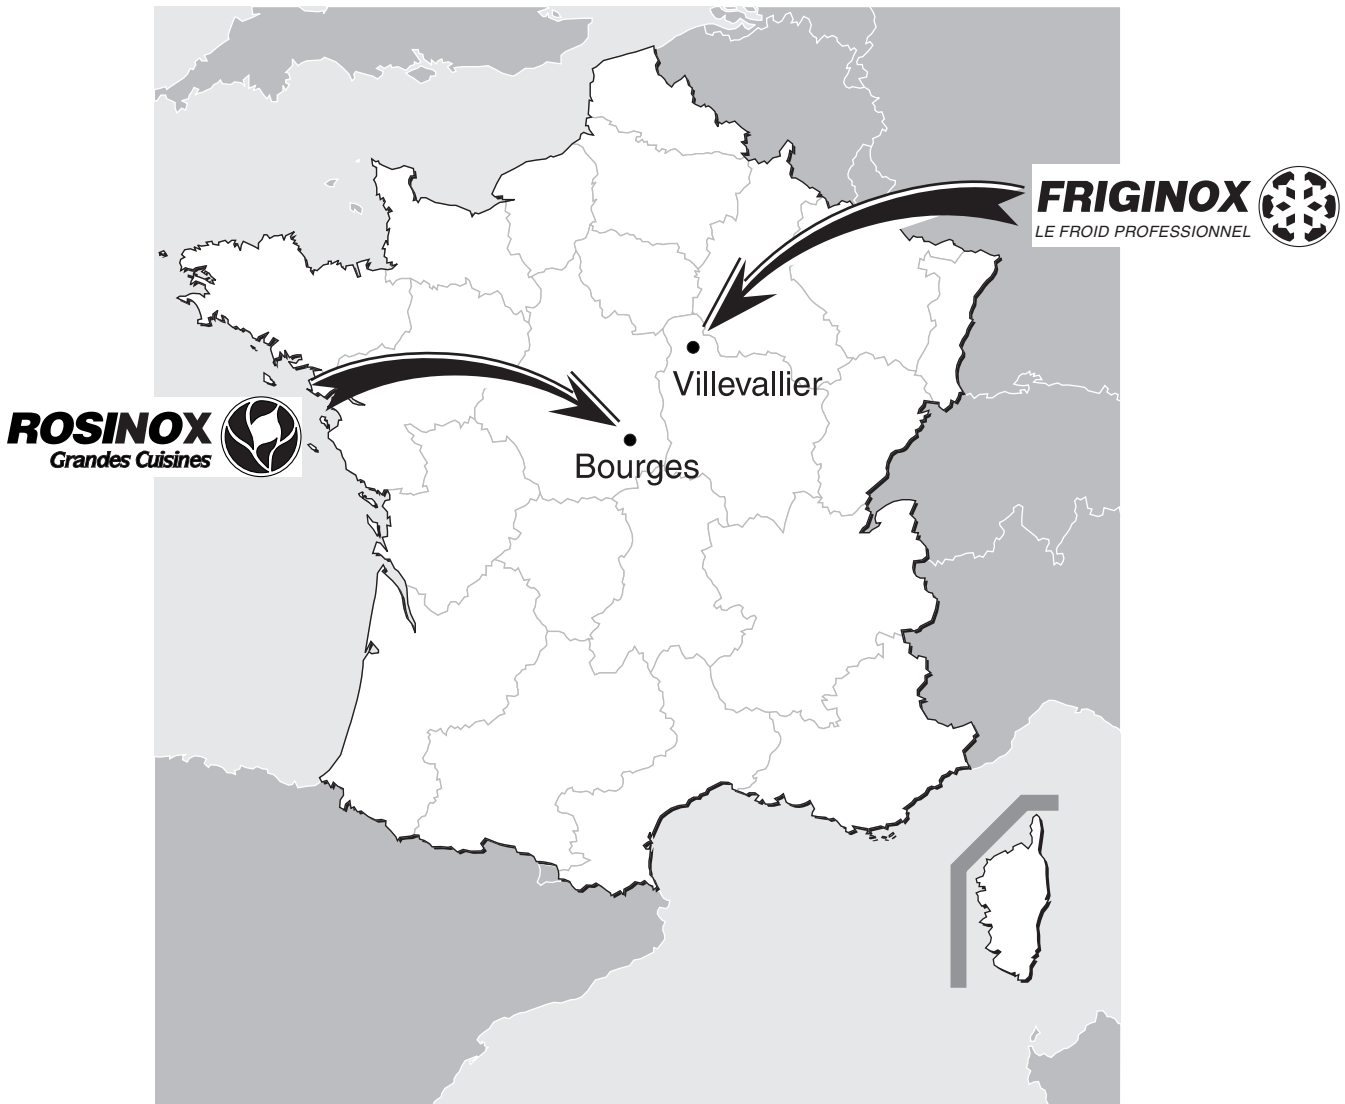 FRIGINOX
LE FROID PROFESSIONNEL
Villevallier
ROSINOX
Grandes Cuisines
Bourges